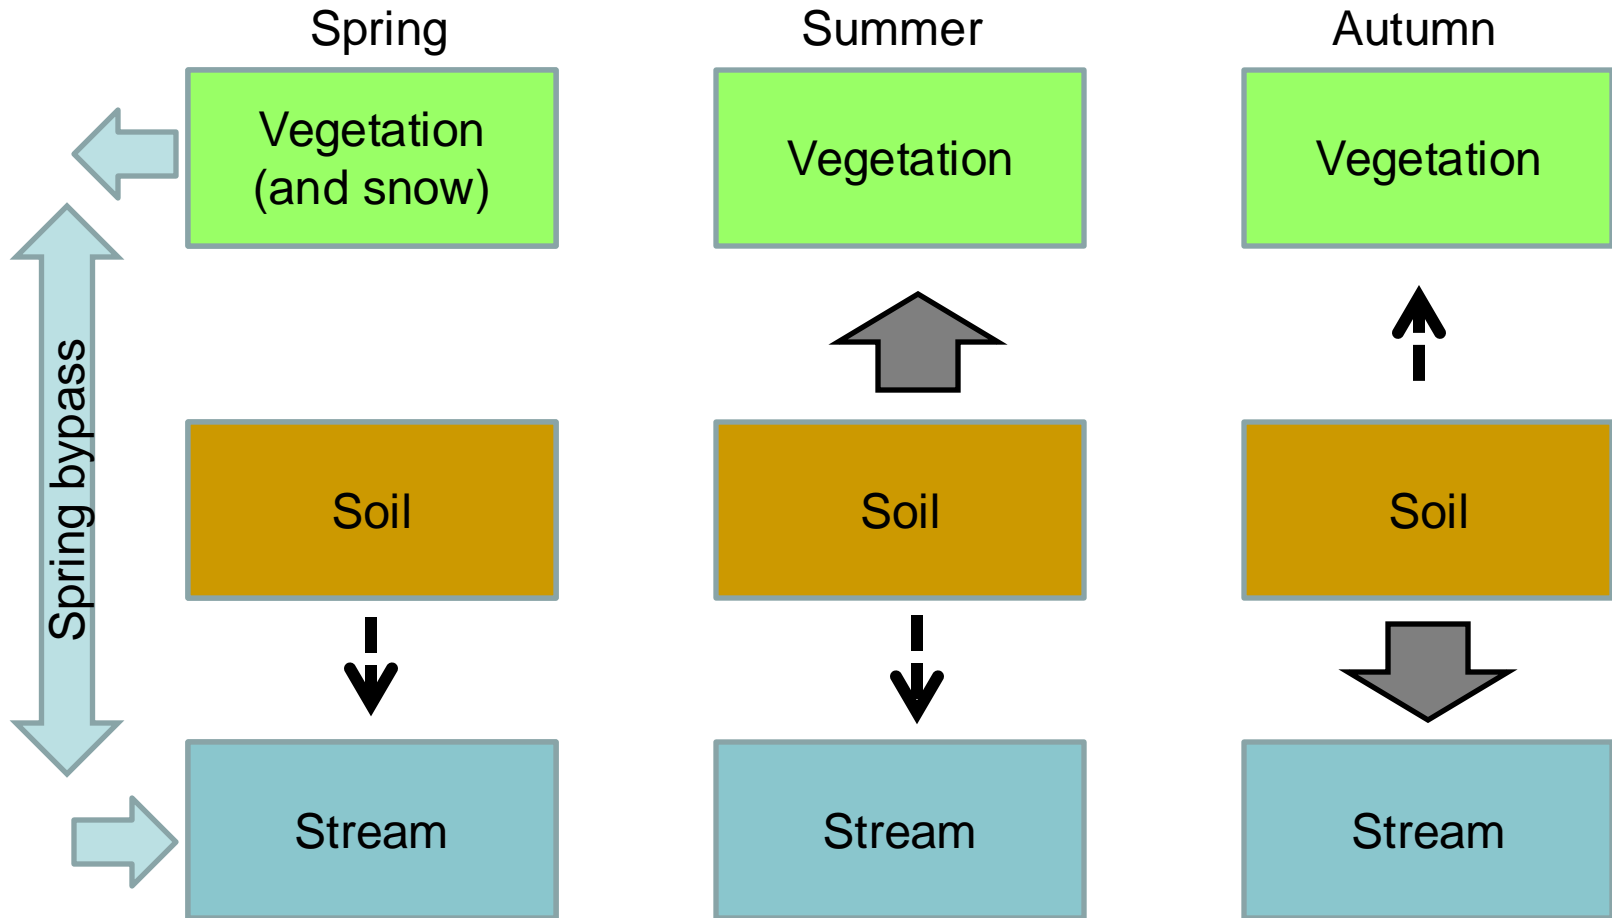 Spring
Summer
Autumn
Vegetation
(and snow)
Vegetation
Vegetation
Spring bypass
Soil
Soil
Soil
Stream
Stream
Stream